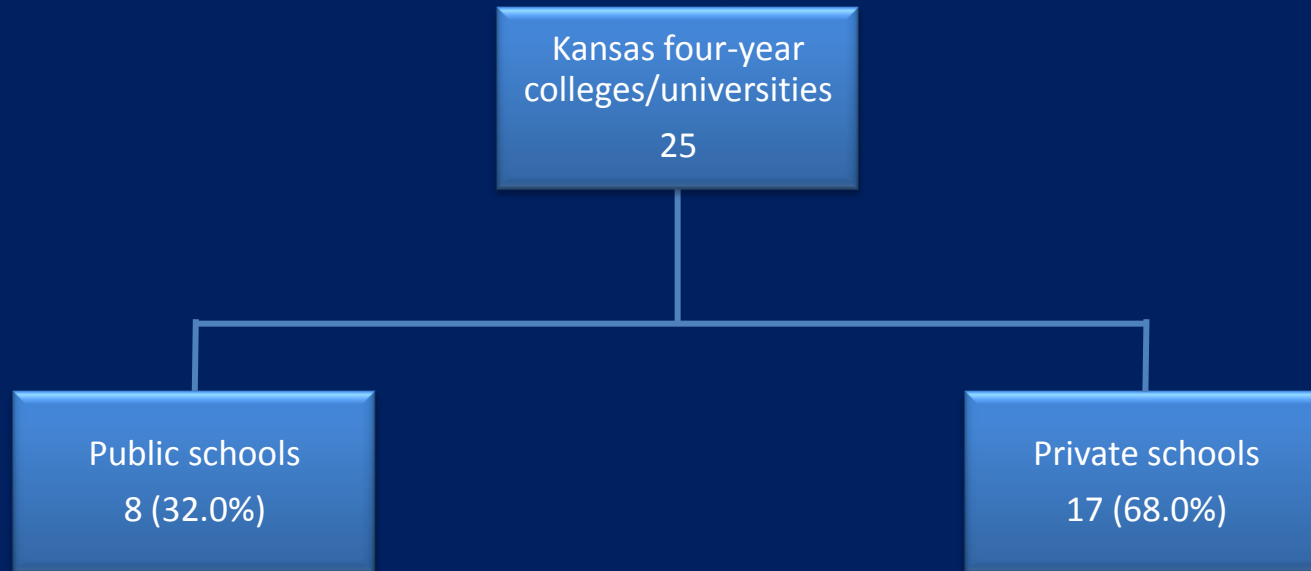 Kansas four-year
colleges/universities
25
Public schools
8 (32.0%)
Private schools
17 (68.0%)